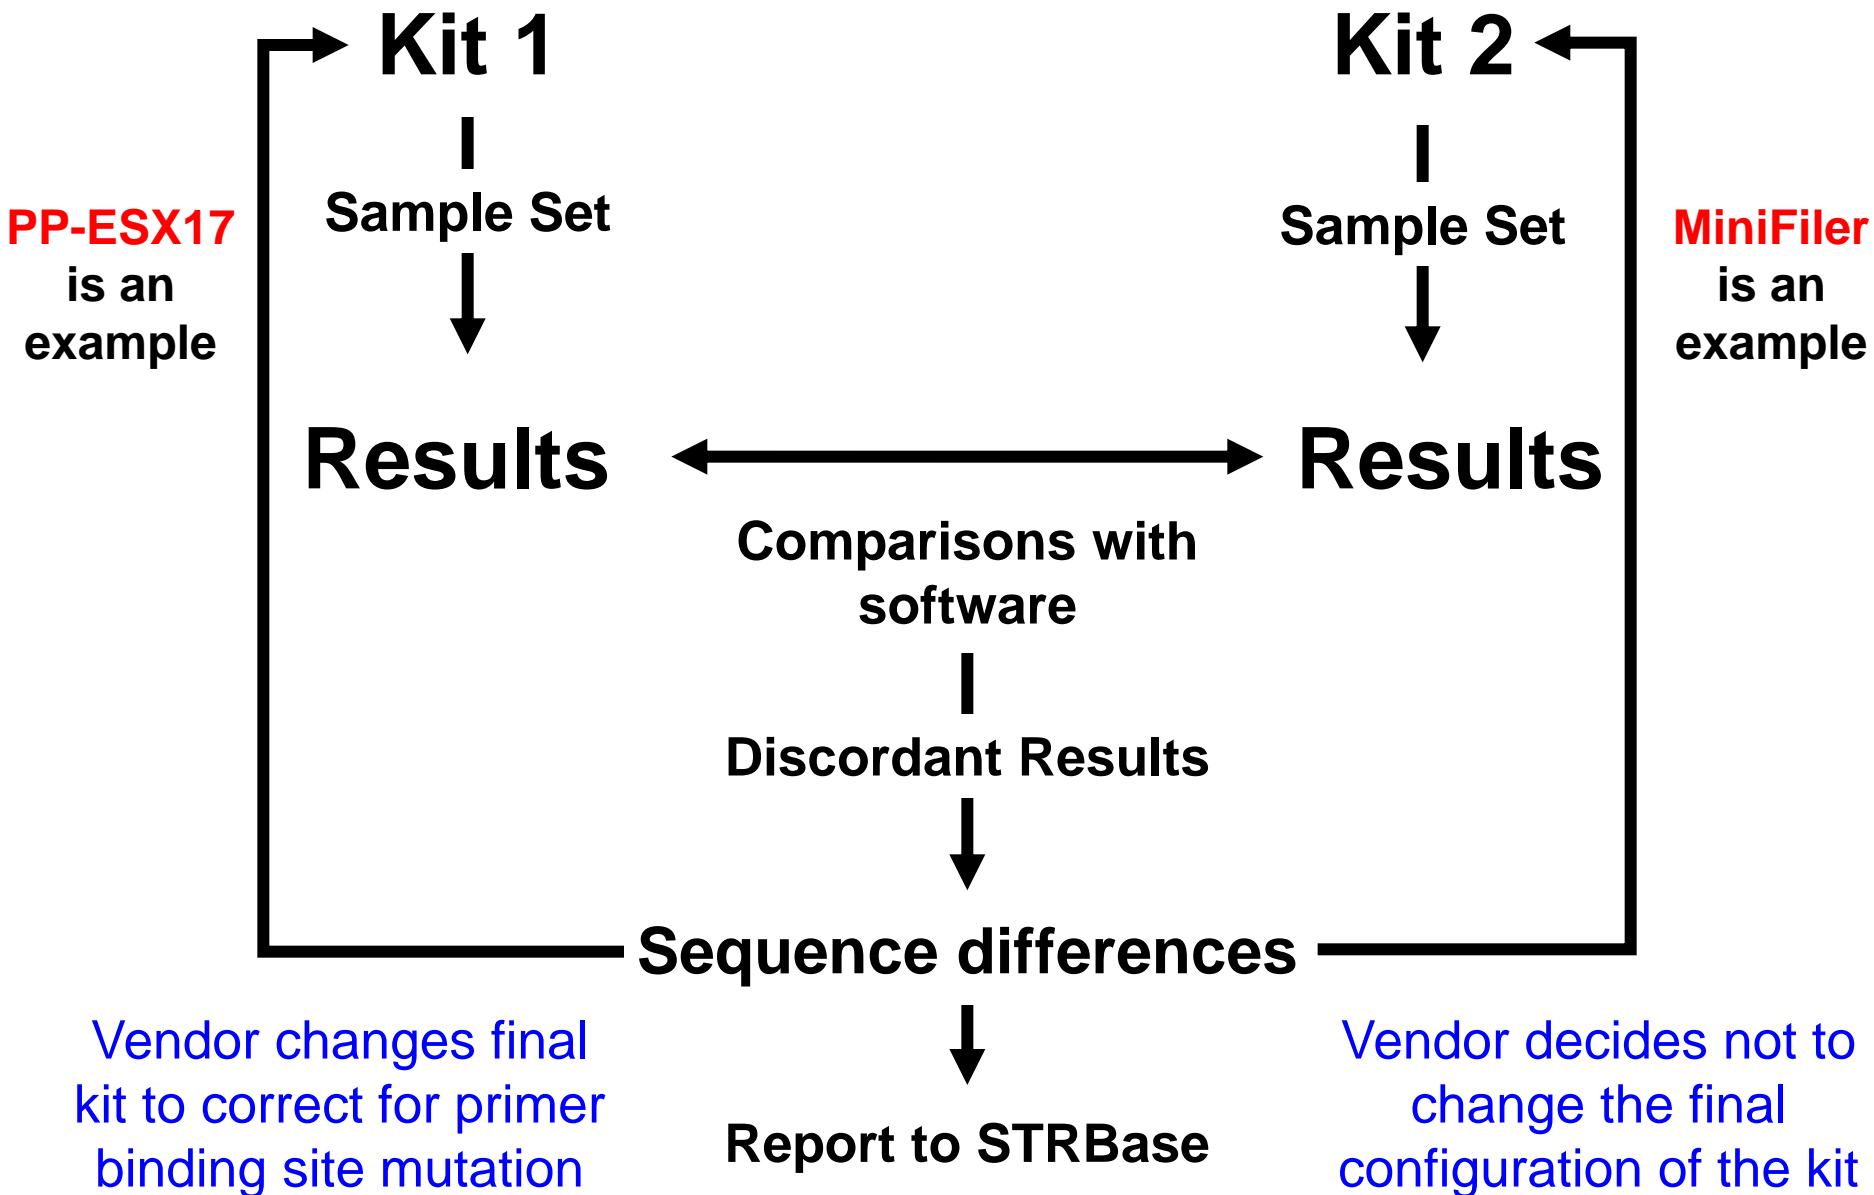 Kit 1
Kit 2
Sample Set
Sample Set
PP-ESX17
is an
example
MiniFiler
is an
example
Results
Results
Comparisons with
software
Discordant Results
Sequence differences
Vendor changes final
kit to correct for primer
binding site mutation
Report to STRBase
Vendor decides not to
change the final
configuration of the kit